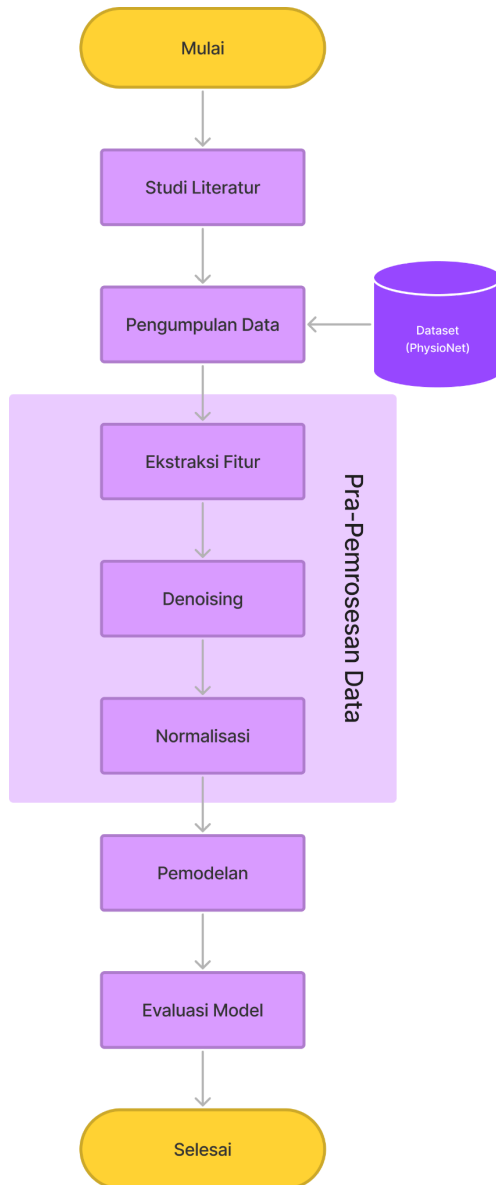 Mulai
Studi Literatur
Pengumpulan Data
Dataset
(PhysioNet)
Ekstraksi Fitur
Denoising
Normalisasi
Pra-Pemrosesan Data
Pemodelan
Evaluasi Model
Selesai